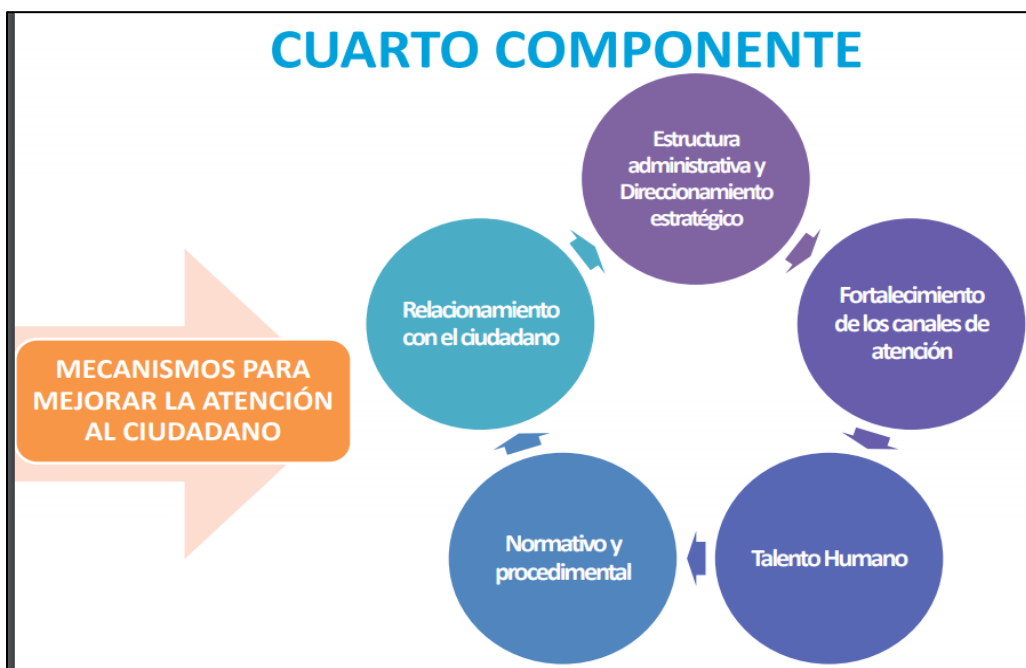 CUARTO COMPONENTE
Estructura
administrativa y
Direccionamiento
estratégico
Fortalecimiento
de los canales de
atención
Talento Humano
Normativo y
procedimental
Relacionamiento
con el ciudadano
MECANISMOS PARA
MEJORAR LA ATENCIÓN
AL CIUDADANO